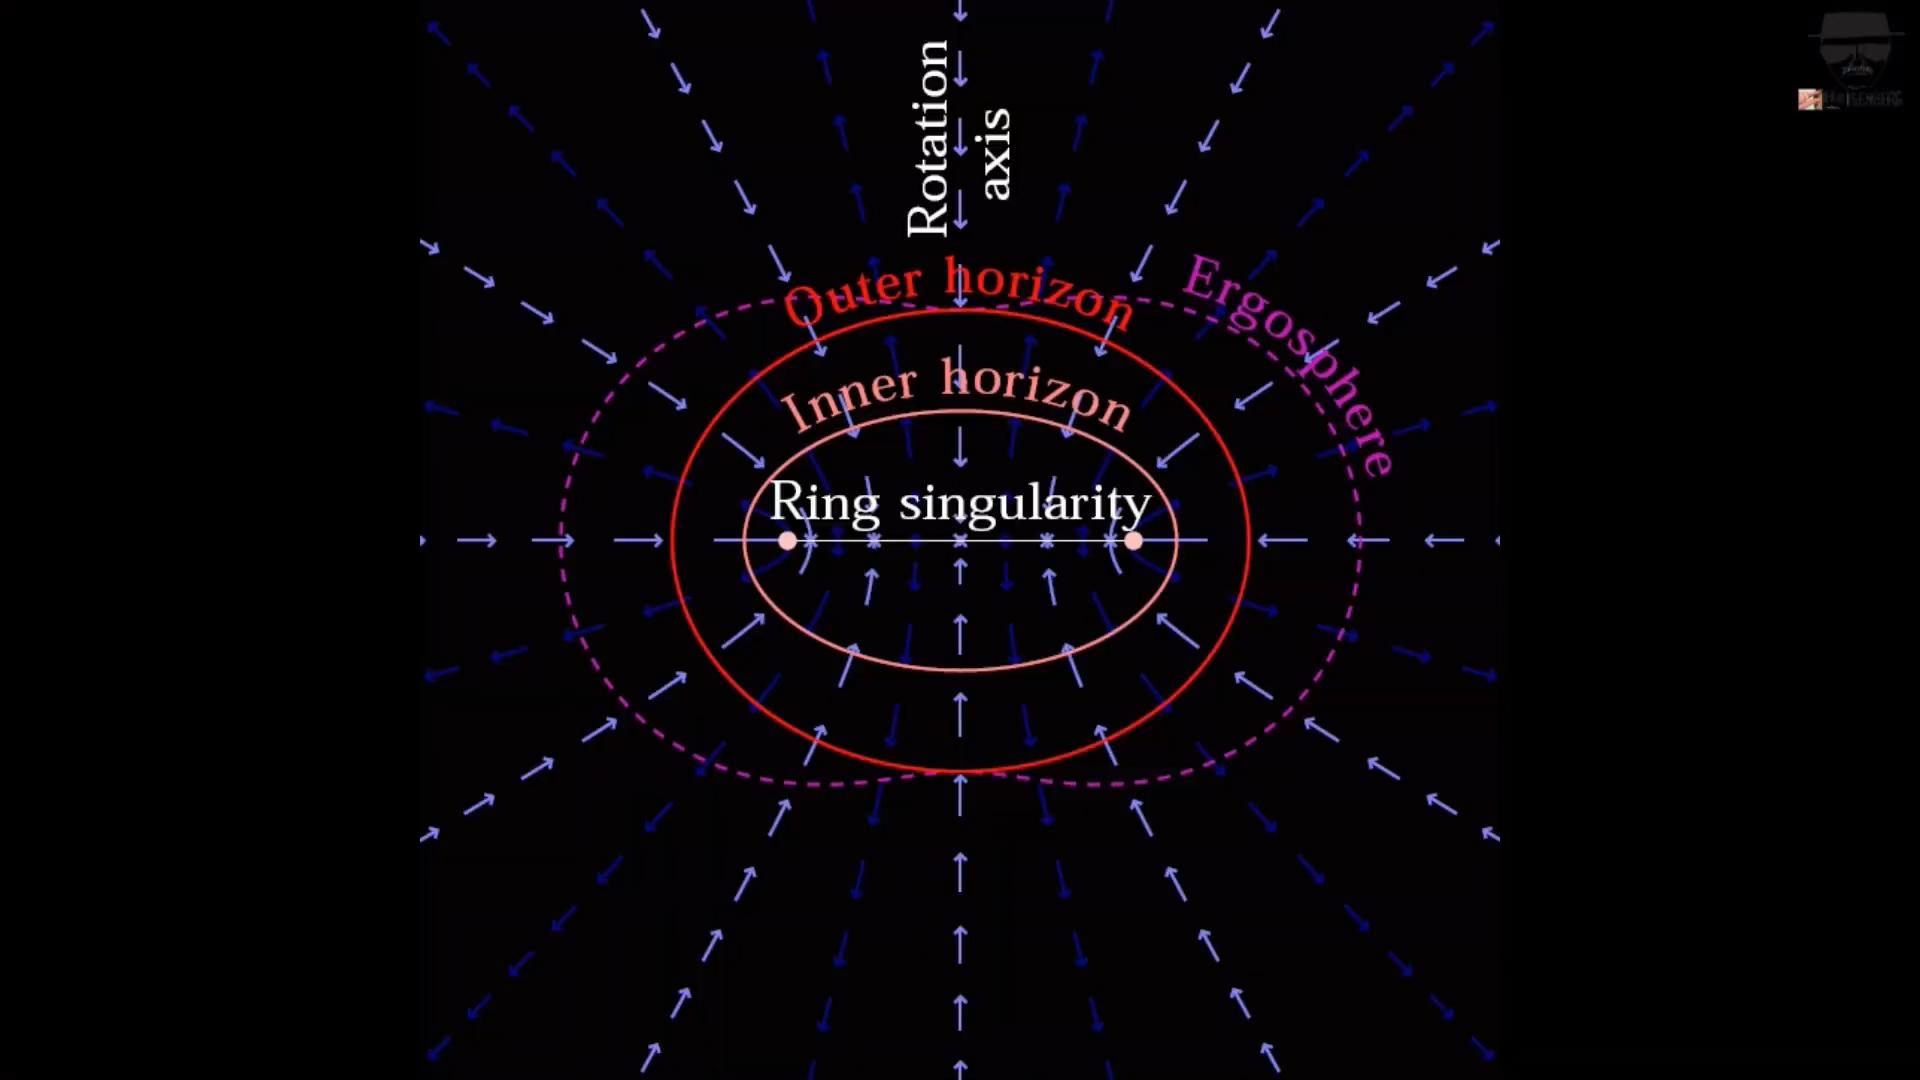 Rotation
axis
Outer horizon
Ergosphere
Inner horizon
Ring singularity